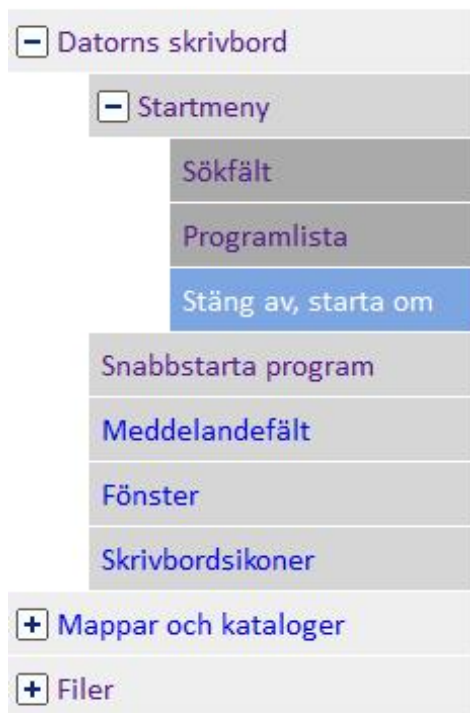 Datorns skrivbord
Startmeny
Sökfält
Programlista
Stäng av, starta om
Snabbstarta program
Meddelandefält
Fönster
Skrivbordsikoner
Mappar och kataloger
Filer